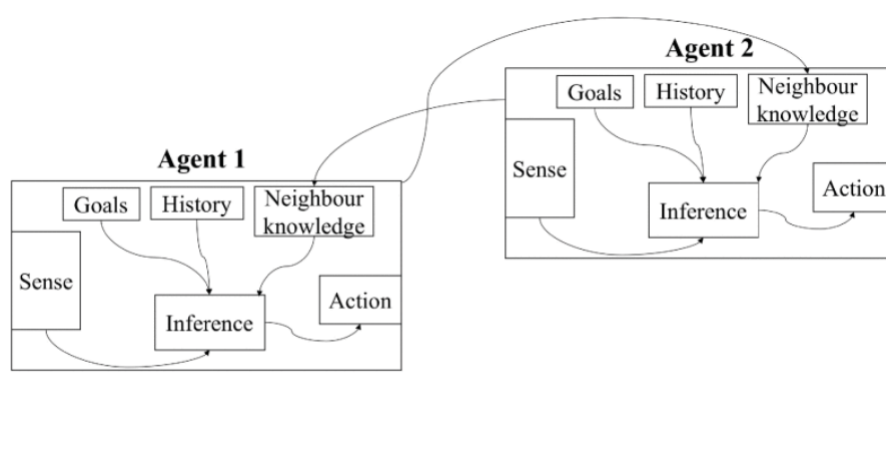 Agent 2
Goals
History
Neighbour
knowledge
Sense
Inference
Action
Agent 1
Goals
History
Neighbour
knowledge
Sense
Inference
Action